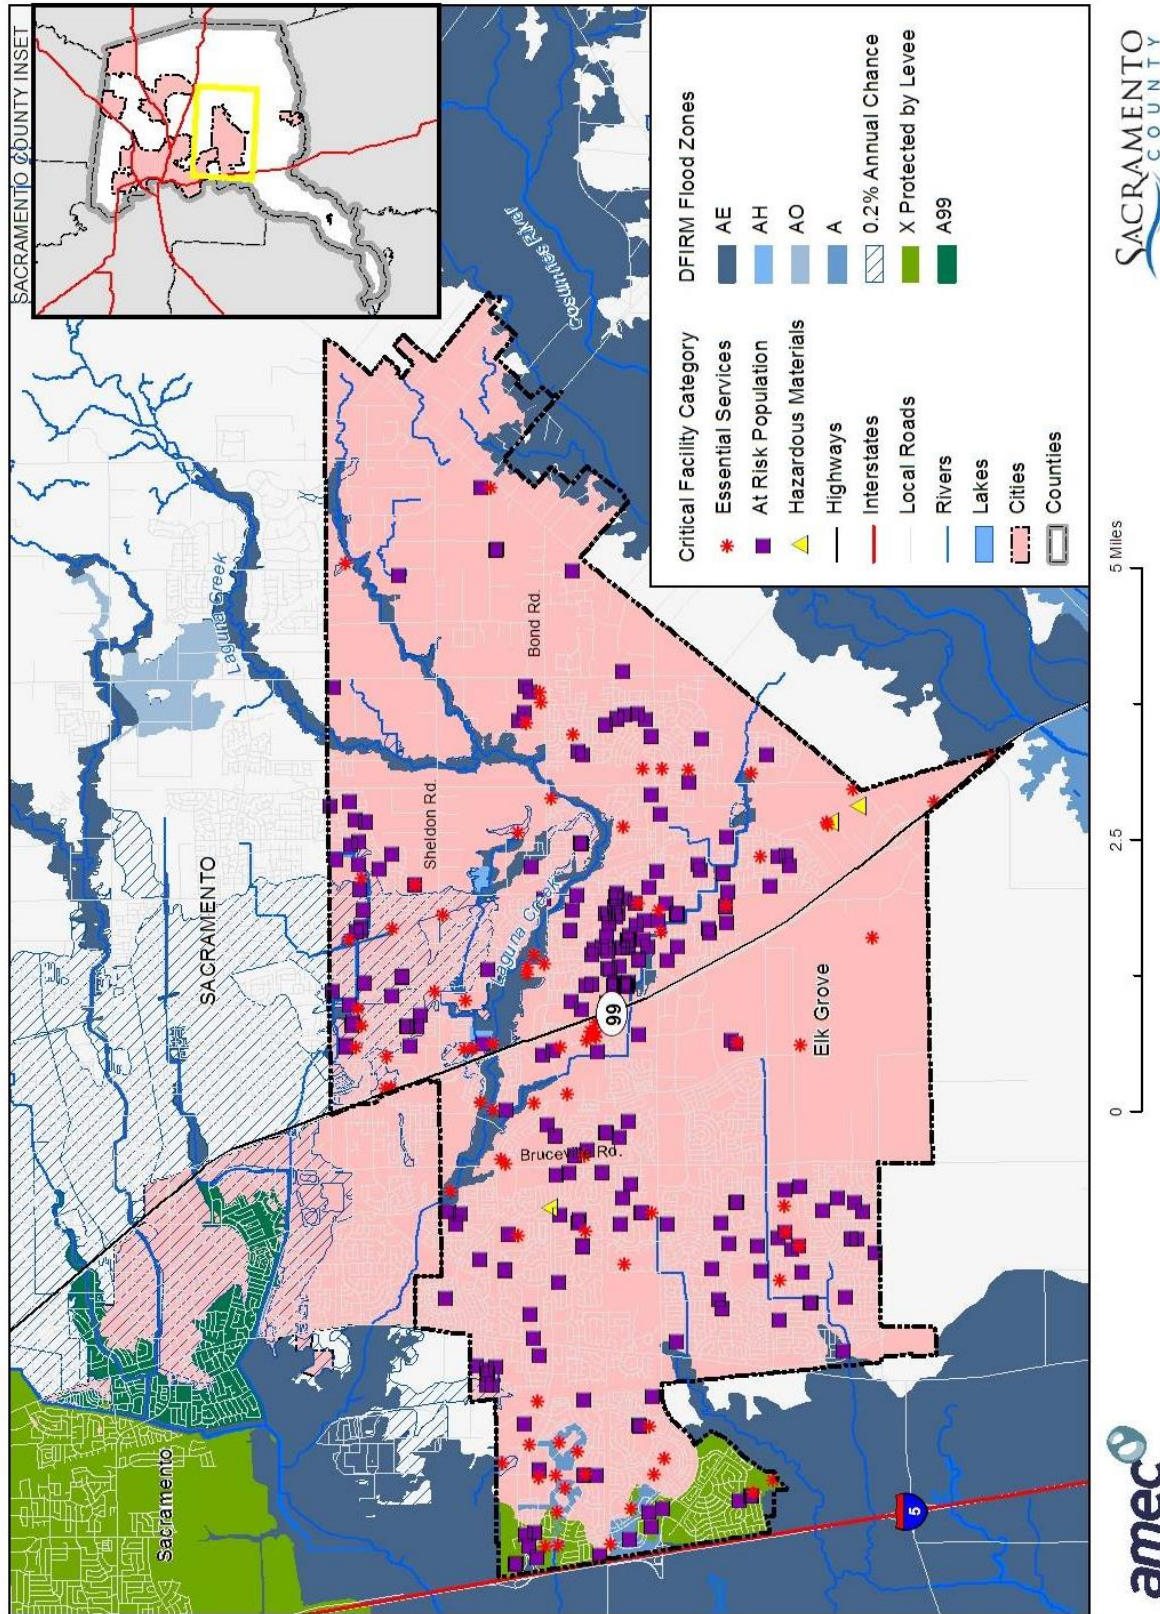 SACRAMENTO COUNTY INSET
Laguna Creek
SACRAMENTO
Sacramento
Cosumnes River
Sheldon Rd.
Bond Rd.
Laguna Creek
99
Bruceville Rd.
Elk Grove
5
Critical Facility Category
Essential Services
At Risk Population
Hazardous Materials
Highways
Interstates
Local Roads
Rivers
Lakes
Cities
Counties
DFIRM Flood Zones
AE
AH
AO
A
0.2% Annual Chance
X Protected by Levee
A99
0 2.5 5 Miles
amec
SACRAMENTO
COUNTY